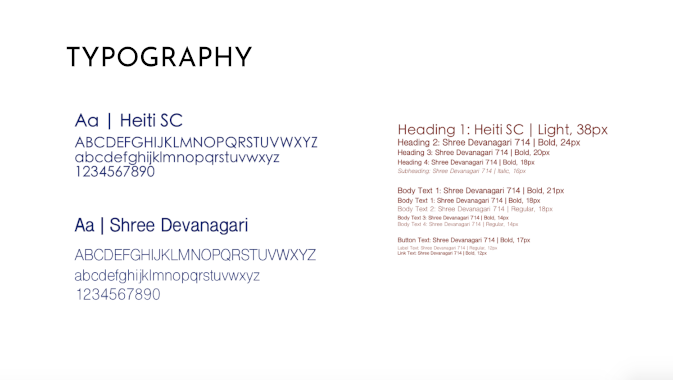 TYPOGRAPHY
Aa | Heiti SC
ABCDEFGHIJKLMNOPQRSTUVWXYZ
abcdefghijklmnopqrstuvwxyz
1234567890
Aa | Shree Devanagari
ABCDEFGHIJKLMNOPQRSTUVWXYZ
abcdefghijklmnopqrstuvwxyz
1234567890
Heading 1: Heiti SC | Light, 38px
Heading 2: Shree Devanagari 714 | Bold, 24px
Heading 3: Shree Devanagari 714 | Bold, 20px
Heading 4: Shree Devanagari 714 | Bold, 18px
Subheading: Shree Devanagari 714 | Italic, 16px
Body Text 1: Shree Devanagari 714 | Bold, 21px
Body Text 1: Shree Devanagari 714 | Bold, 18px
Body Text 2: Shree Devanagari 714 | Regular, 18px
Body Text 3: Shree Devanagari 714 | Bold, 14px
Body Text 4: Shree Devanagari 714 | Regular, 14px
Button Text: Shree Devanagari 714 | Bold, 17px
Label Text: Shree Devanagari 714 | Regular, 12px
Link Text: Shree Devanagari 714 | Bold, 12px